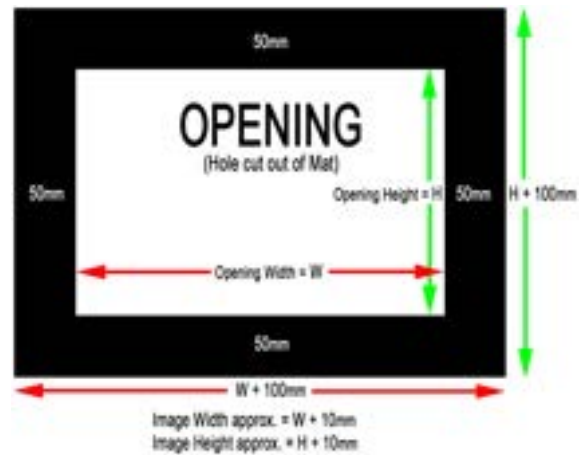 50mm
OPENING
(Hole cut out of Mat)
50mm
Opening Height = H
50mm
H + 100mm
Opening Width = W
50mm
W + 100mm
Image Width approx. = W + 10mm
Image Height approx. = H + 10mm